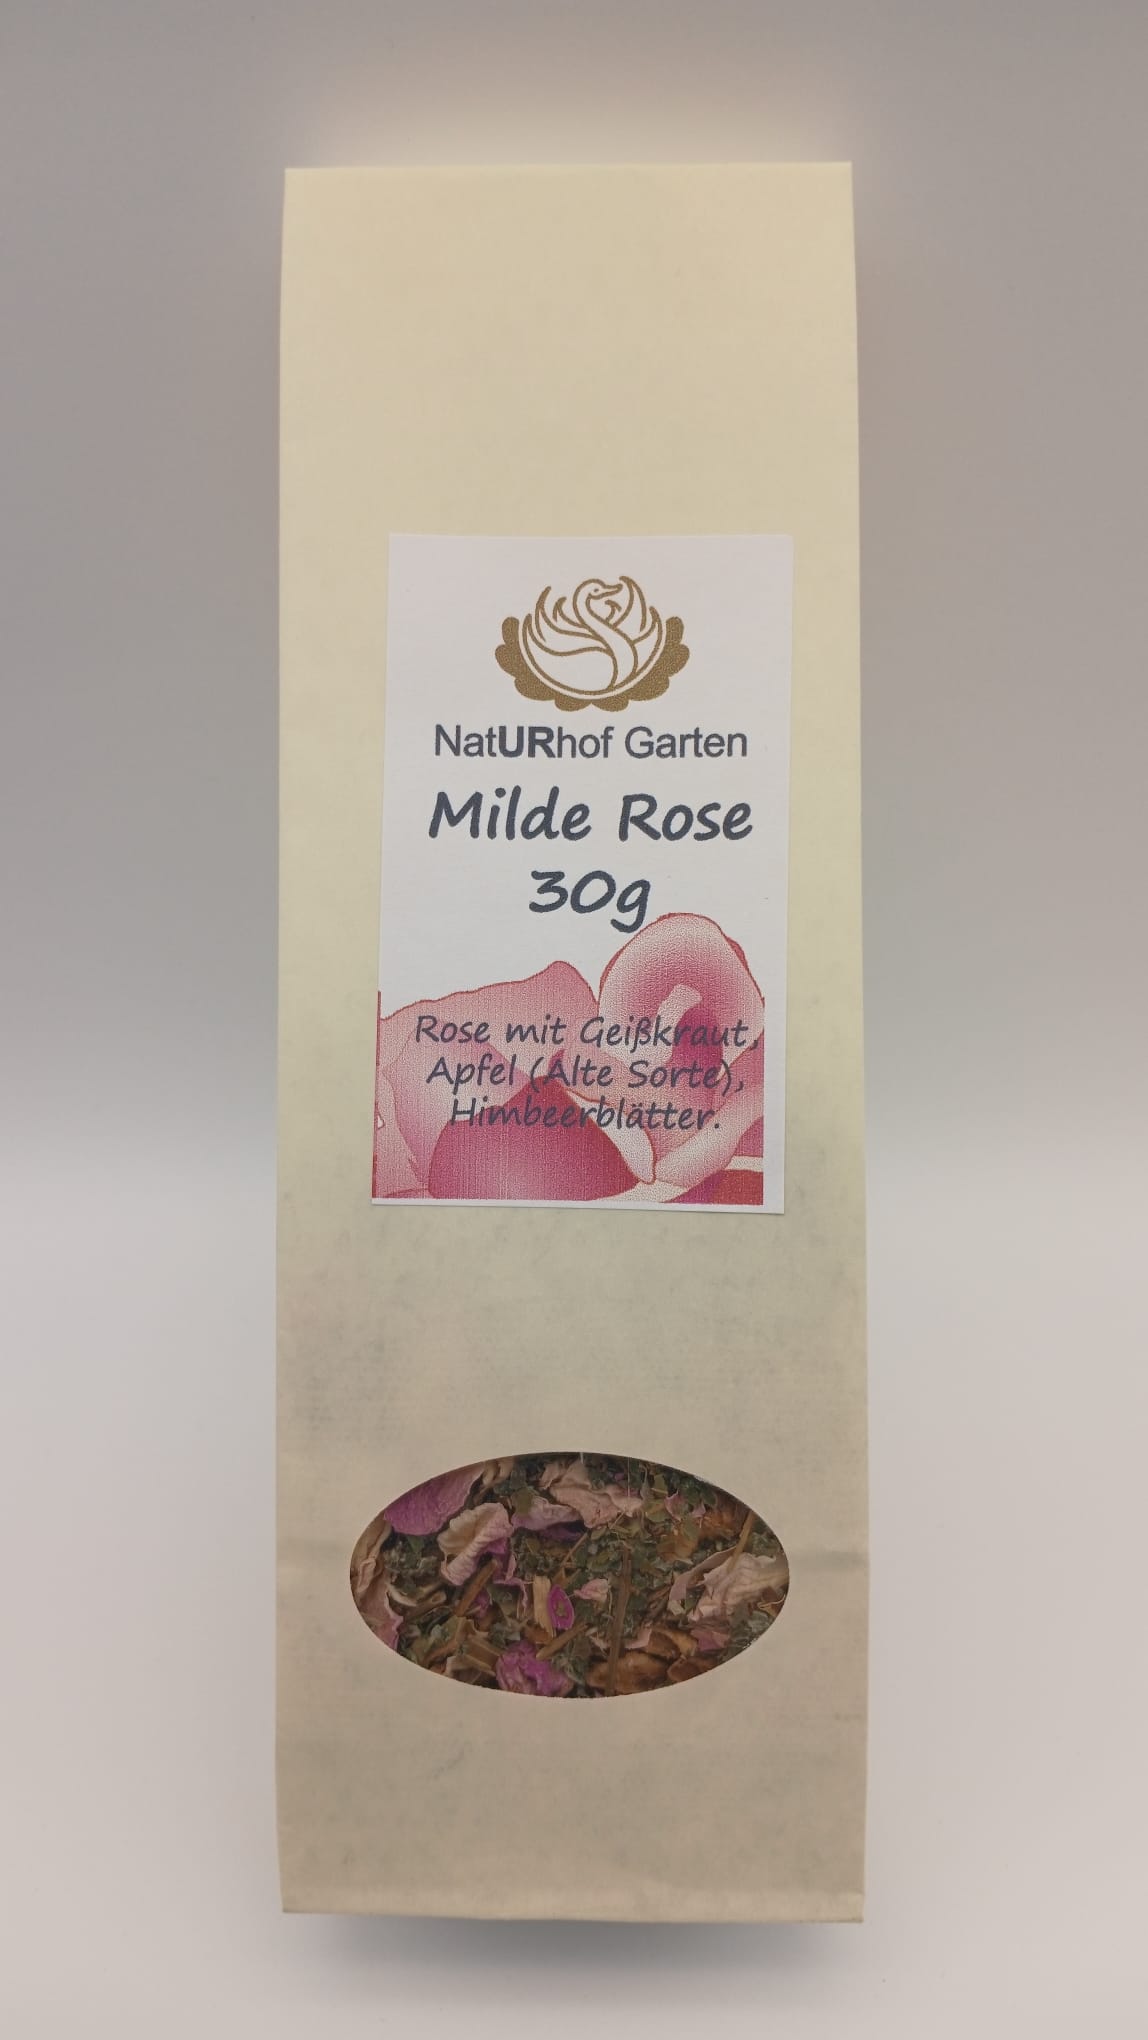 NatURhof Garten
Milde Rose
30g
Rose mit Geißkraut,
Apfel (Alte Sorte),
Himbeerblätter.